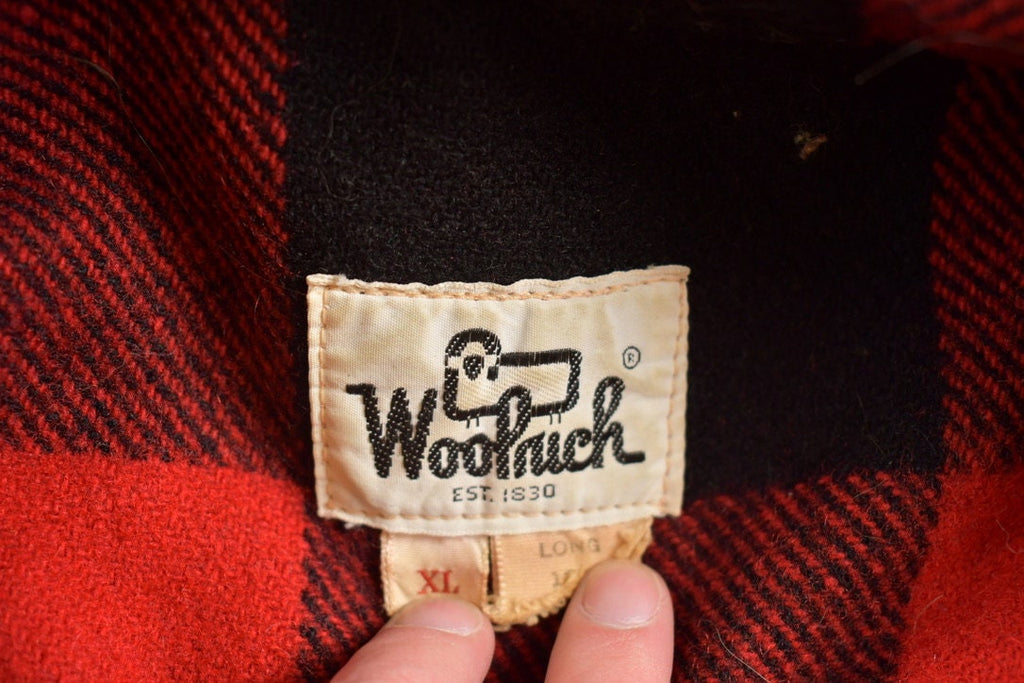 ®
Woolrich
EST. 1830
XL LONG